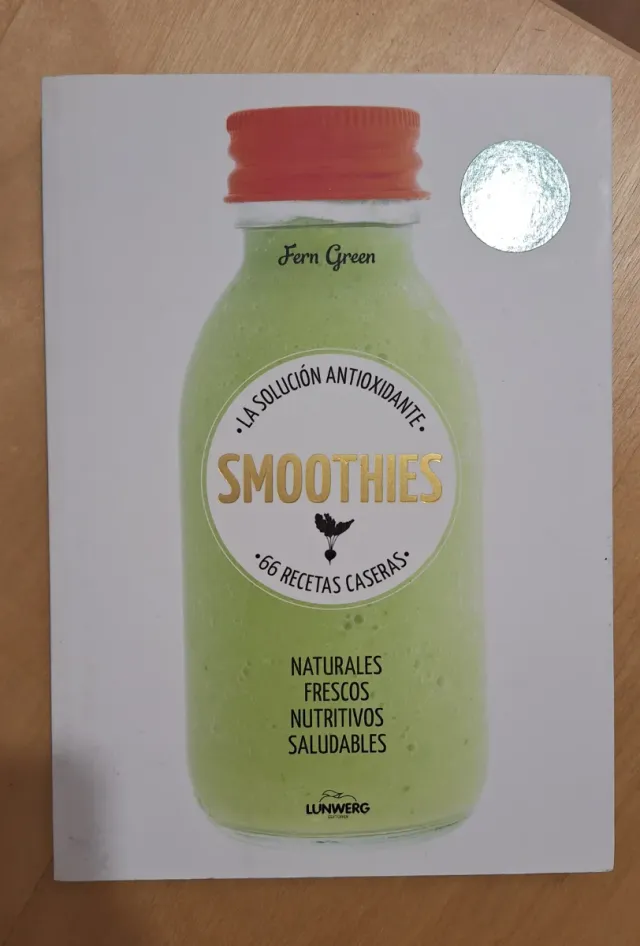 Fern Green
•LA SOLUCIÓN ANTIOXIDANTE•
SMOOTHIES
•66 RECETAS CASERAS•
NATURALES
FRESCOS
NUTRITIVOS
SALUDABLES
LUNWERG